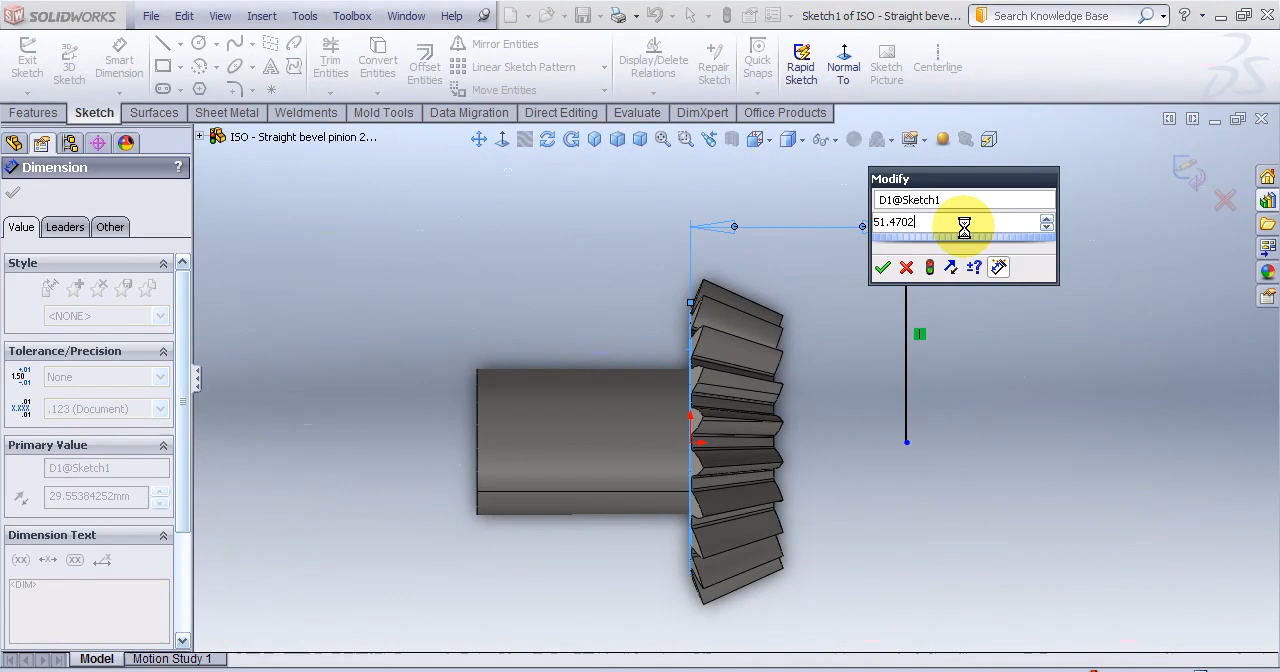 SOLIDWORKS File Edit View Insert Tools Toolbox Window Help Sketch1 of ISO - Straight beve... Search Knowledge Base ?
Exit Sketch
3D Sketch
Smart Dimension
Trim Entities
Convert Entities
Offset Entities
Mirror Entities
Linear Sketch Pattern
Move Entities
Display/Delete Relations
Repair Sketch
Quick Snaps
Rapid Sketch
Normal To
Sketch Picture
Centerline
Features Sketch Surfaces Sheet Metal Weldments Mold Tools Data Migration Direct Editing Evaluate DimXpert Office Products
ISO - Straight bevel pinion 2...
Dimension ?
Value Leaders Other
Style
<NONE>
Tolerance/Precision
None
.123 (Document)
Primary Value
D1@Sketch1
29.55384252mm
Dimension Text
(xx) xx
<DIM>
Modify
D1@Sketch1
51.4702
±?
Model Motion Study 1